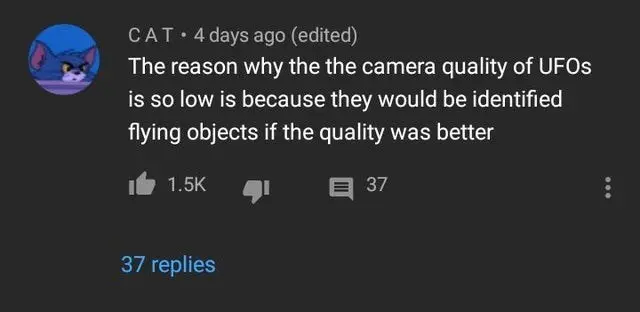 C A T • 4 days ago (edited)
The reason why the the camera quality of UFOs
is so low is because they would be identified
flying objects if the quality was better
1.5K 37
37 replies